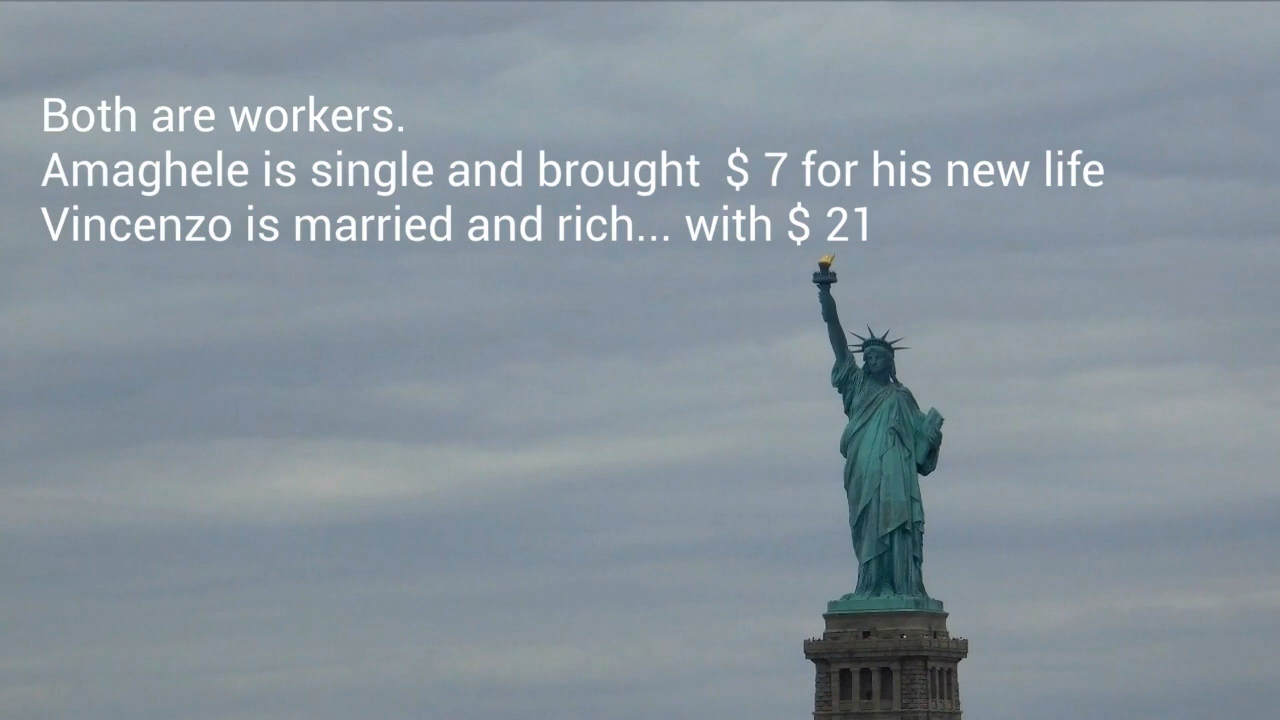 Both are workers.
Amaghele is single and brought  $ 7 for his new life
Vincenzo is married and rich... with $ 21